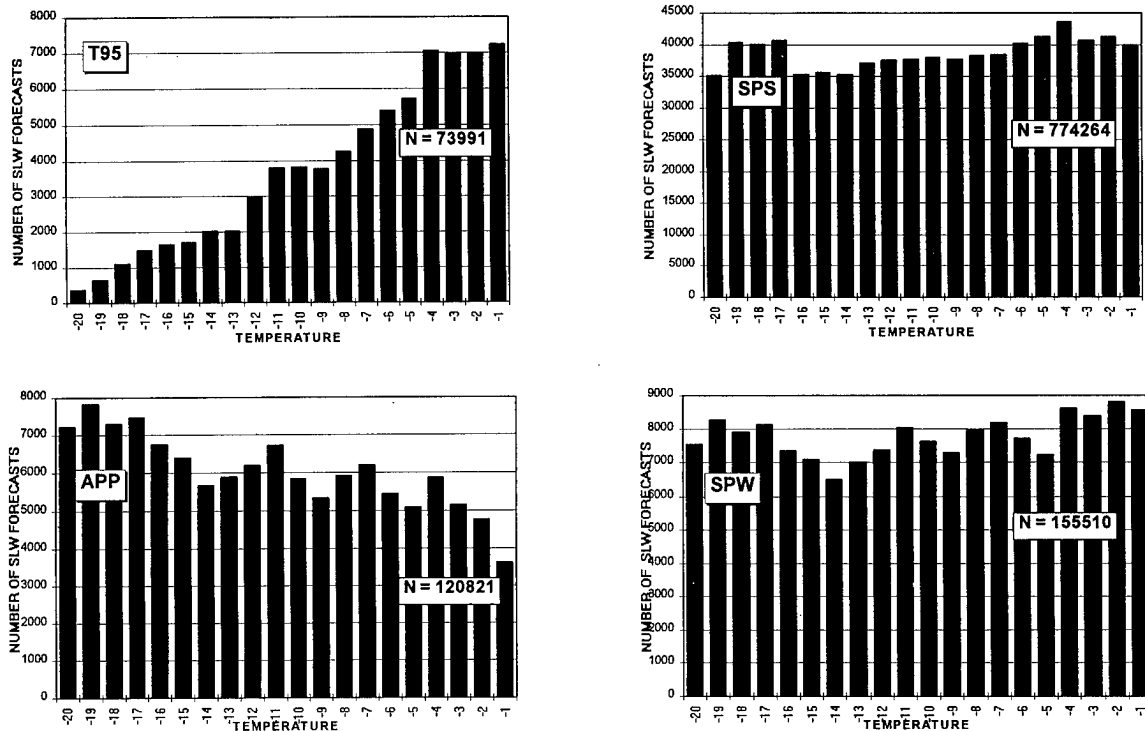 NUMBER OF SLW FORECASTS
8000
7000
6000
5000
4000
3000
2000
1000
0
T95
N = 73991
-20 -19 -18 -17 -16 -15 -14 -13 -12 -11 -10 -9 -8 -7 -6 -5 -4 -3 -2 -1
TEMPERATURE
NUMBER OF SLW FORECASTS
45000
40000
35000
30000
25000
20000
15000
10000
5000
0
SPS
N = 774264
-20 -19 -18 -17 -16 -15 -14 -13 -12 -11 -10 -9 -8 -7 -6 -5 -4 -3 -2 -1
TEMPERATURE
NUMBER OF SLW FORECASTS
8000
7000
6000
5000
4000
3000
2000
1000
0
APP
N = 120821
-20 -19 -18 -17 -16 -15 -14 -13 -12 -11 -10 -9 -8 -7 -6 -5 -4 -3 -2 -1
TEMPERATURE
NUMBER OF SLW FORECASTS
9000
8000
7000
6000
5000
4000
3000
2000
1000
0
SPW
N = 155510
-20 -19 -18 -17 -16 -15 -14 -13 -12 -11 -10 -9 -8 -7 -6 -5 -4 -3 -2 -1
TEMPERATURE